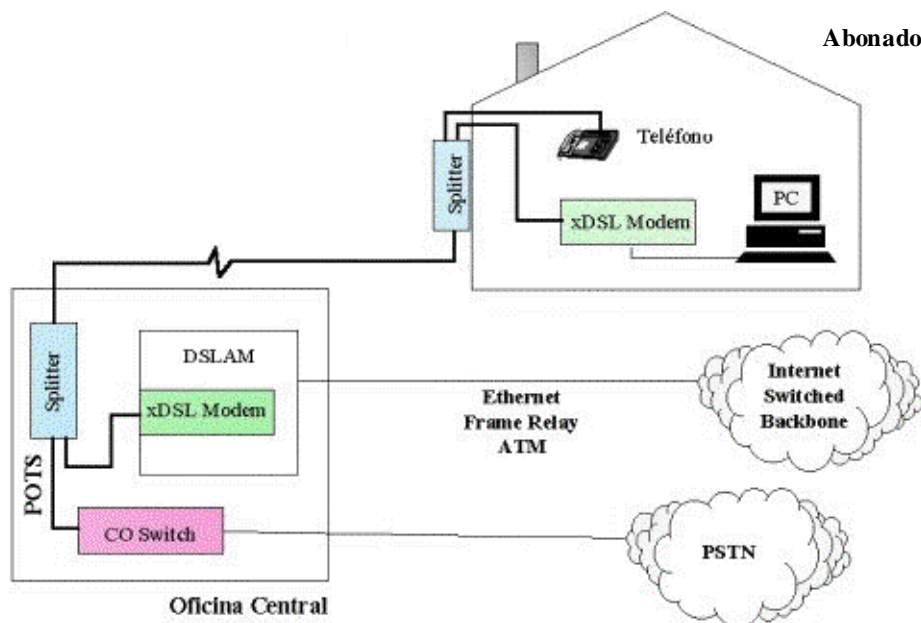 Abonado
Teléfono
Splitter
PC
xDSL Modem
Splitter
DSLAM
xDSL Modem
Ethernet
Frame Relay
ATM
Internet
Switched
Backbone
POTS
CO Switch
PSTN
Oficina Central